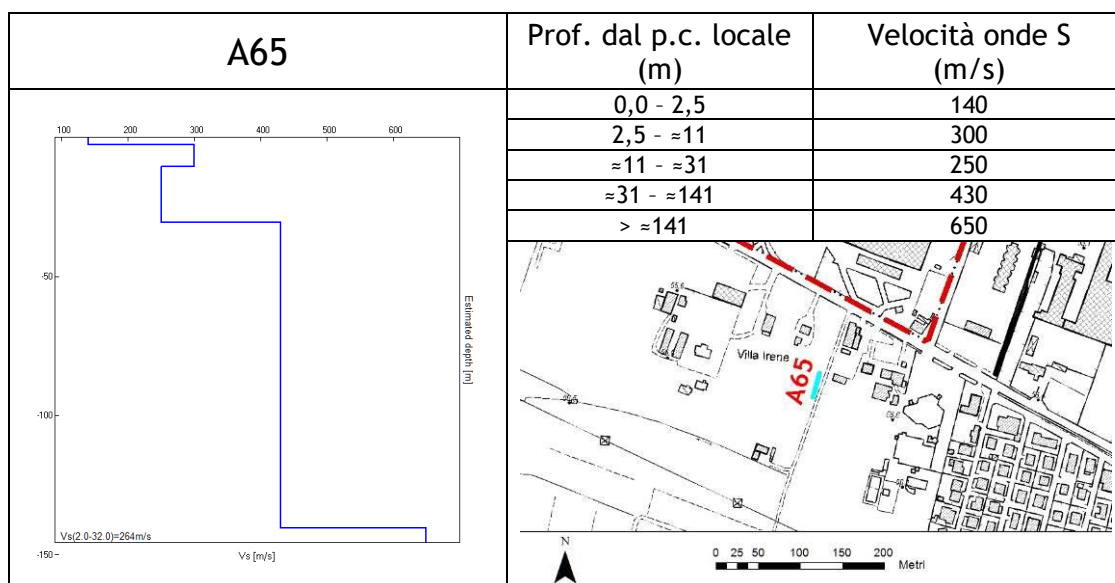 A65
Prof. dal p.c. locale
(m)
Velocità onde S
(m/s)
0,0 – 2,5 140
2,5 – ≈11 300
≈11 – ≈31 250
≈31 – ≈141 430
> ≈141 650
100 200 300 400 500 600
-50
-100
-150
Estimated depth [m]
Vs(2.0-32.0)=264m/s
Vs [m/s]
Villa Irene
A65
N
0 25 50 100 150 200
Metri